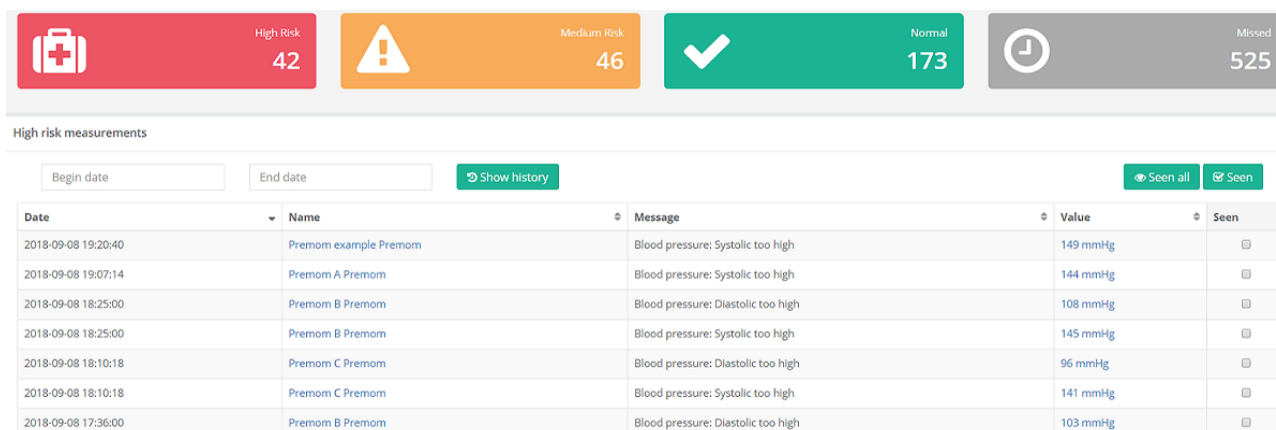 High Risk
42
Medium Risk
46
Normal
173
Missed
525
High risk measurements
Begin date End date Show history Seen all Seen
Date Name Message Value Seen
2018-09-08 19:20:40 Premom example Premom Blood pressure: Systolic too high 149 mmHg
2018-09-08 19:07:14 Premom A Premom Blood pressure: Systolic too high 144 mmHg
2018-09-08 18:25:00 Premom B Premom Blood pressure: Diastolic too high 108 mmHg
2018-09-08 18:25:00 Premom B Premom Blood pressure: Systolic too high 145 mmHg
2018-09-08 18:10:18 Premom C Premom Blood pressure: Diastolic too high 96 mmHg
2018-09-08 18:10:18 Premom C Premom Blood pressure: Systolic too high 141 mmHg
2018-09-08 17:36:00 Premom B Premom Blood pressure: Diastolic too high 103 mmHg